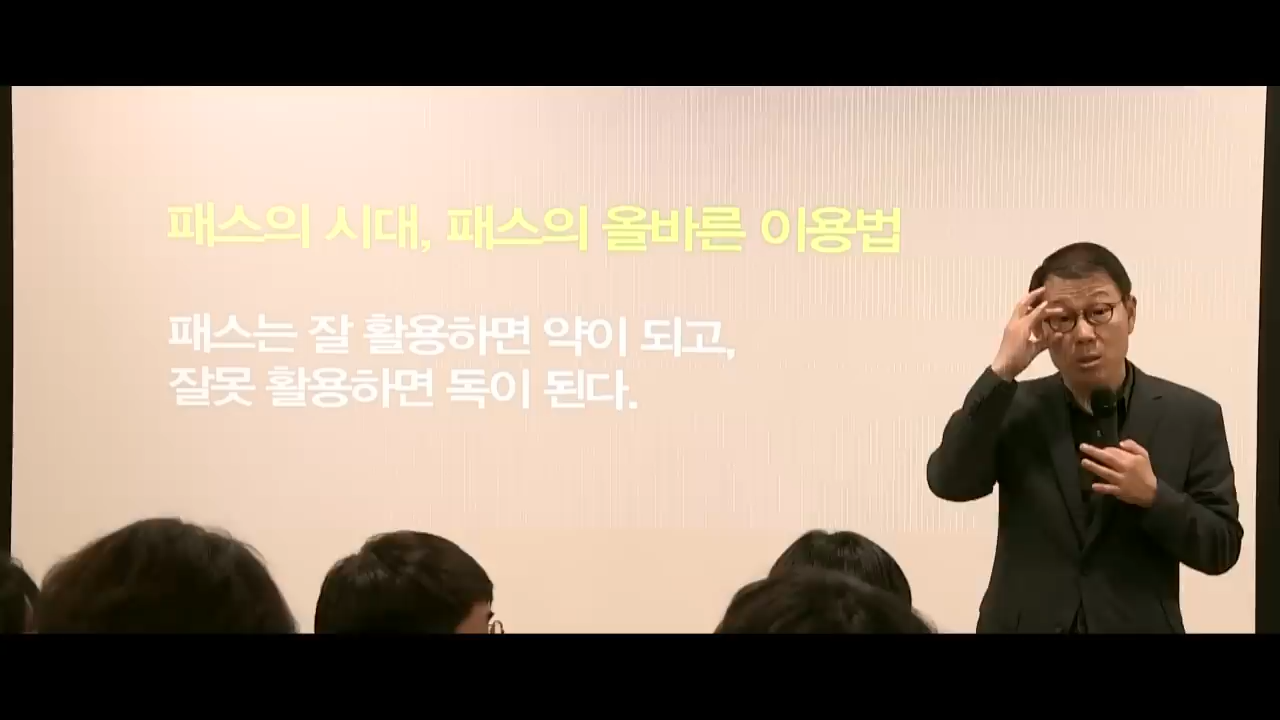 패스의 시대, 패스의 올바른 이용법
패스는 잘 활용하면 약이 되고,
잘못 활용하면 독이 된다.